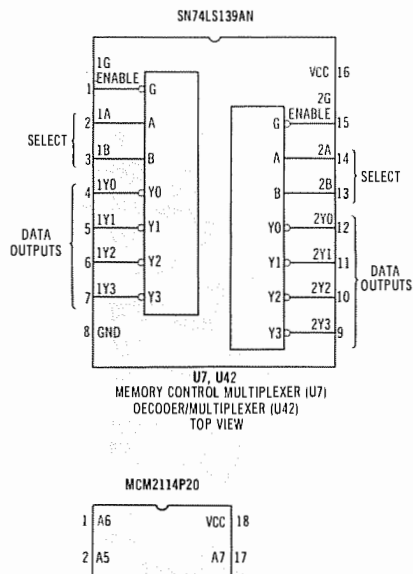 SN74LS139AN
1G
ENABLE
VCC 16
2G
ENABLE
1 G
G 15
2 1A A
A 2A 14
SELECT
3 1B B
B 2B 13
SELECT
4 1Y0 Y0
Y0 2Y0 12
DATA
OUTPUTS
5 1Y1 Y1
Y1 2Y1 11
6 1Y2 Y2
Y2 2Y2 10
DATA
OUTPUTS
7 1Y3 Y3
Y3 2Y3 9
8 GND
U7, U42
MEMORY CONTROL MULTIPLEXER (U7)
OECODER/MULTIPLEXER (U42)
TOP VIEW
MCM2114P20
1 A6 VCC 18
2 A5 A7 17